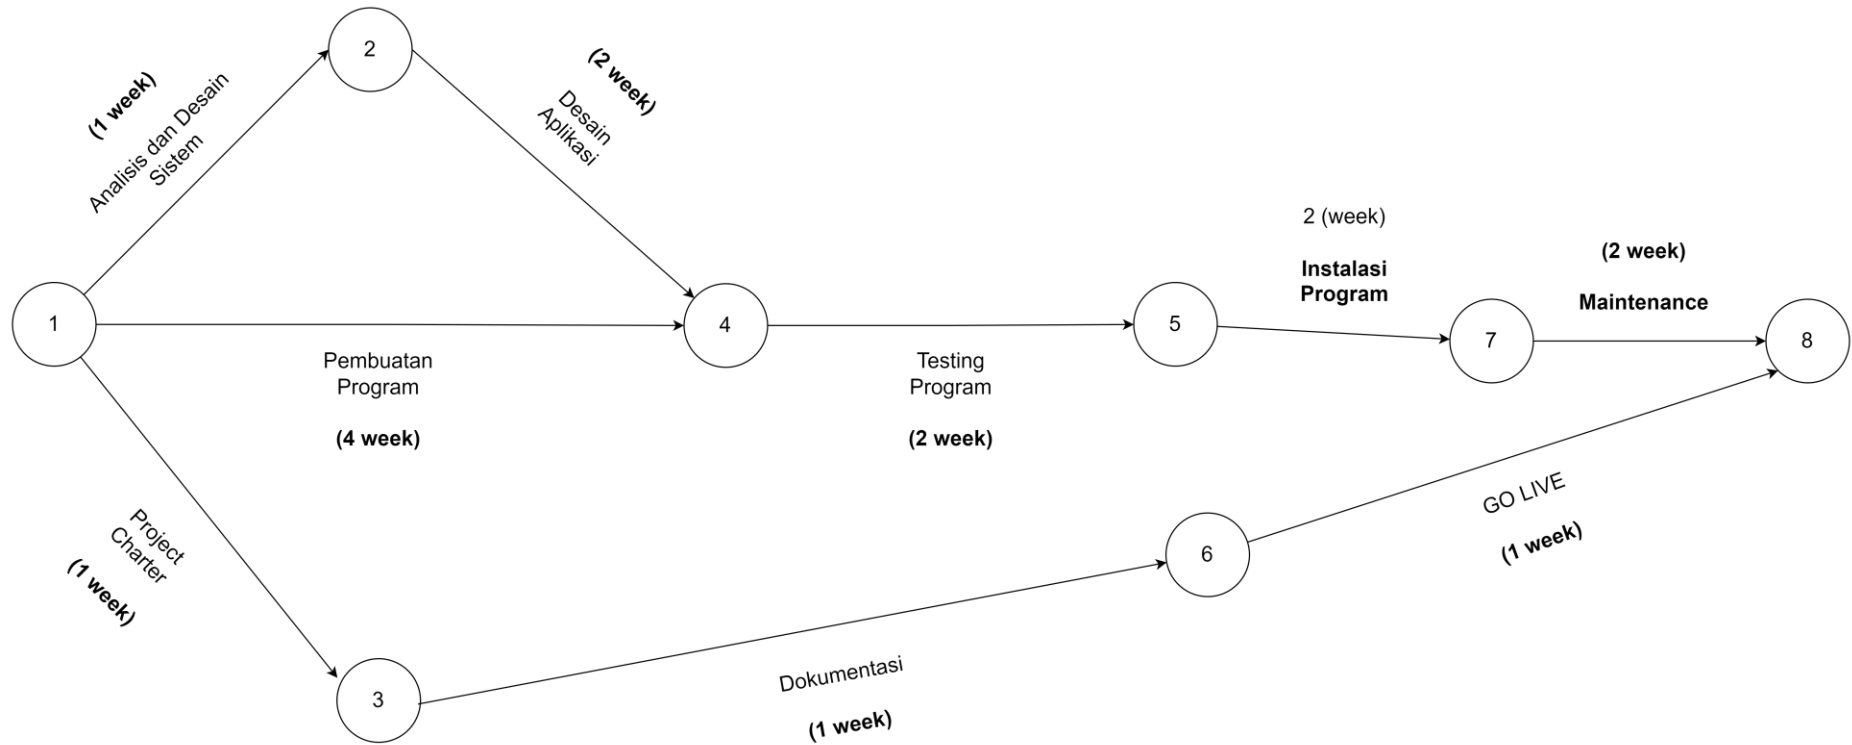 2
(1 week)
Analisis dan Desain
Sistem
(2 week)
Desain
Aplikasi
1
Pembuatan
Program
(4 week)
4
Testing
Program
(2 week)
5
2 (week)
Instalasi
Program
7
(2 week)
Maintenance
8
Project
Charter
(1 week)
3
Dokumentasi
(1 week)
6
GO LIVE
(1 week)